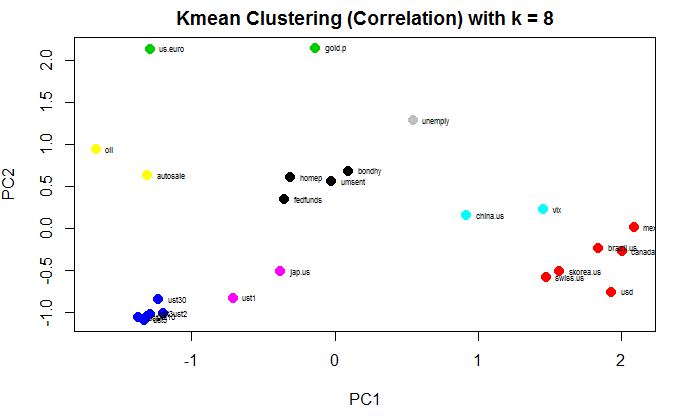 Kmean Clustering (Correlation) with k = 8
PC2
2.0
1.5
1.0
0.5
0.0
-0.5
-1.0
us.euro
gold.p
unemply
oil
autosale
homep
bondhy
umsent
fedfunds
china.us
vix
mex
brazil.us
canada
skorea.us
swiss.us
usd
jap.us
ust1
ust30
ust2
-1
0
1
2
PC1